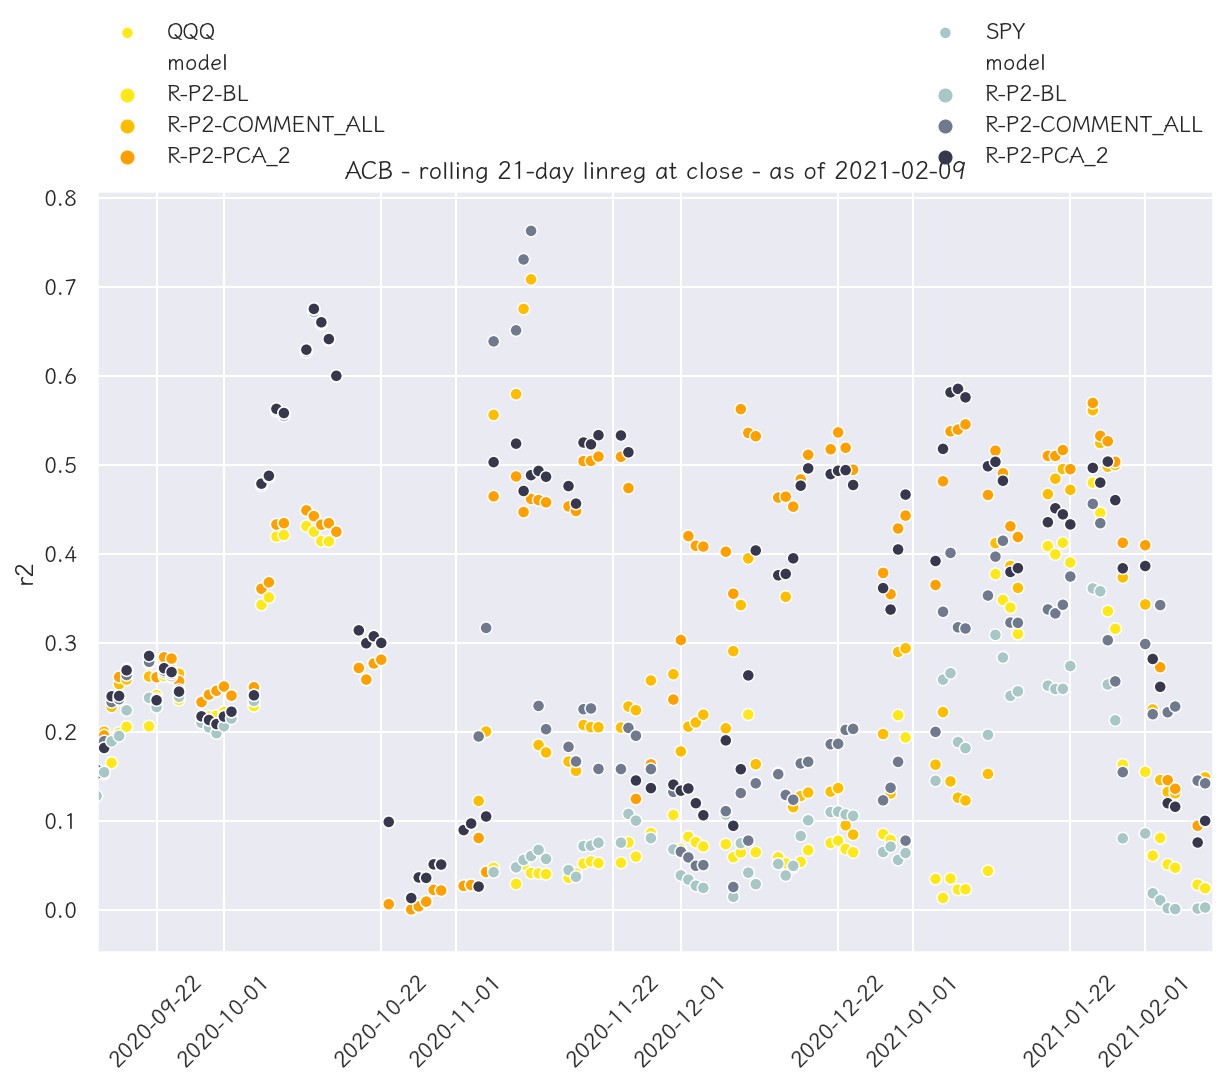 QQQ
model
R-P2-BL
R-P2-COMMENT_ALL
R-P2-PCA_2
SPY
model
R-P2-BL
R-P2-COMMENT_ALL
R-P2-PCA_2
ACB - rolling 21-day linreg at close - as of 2021-02-09
r2
0.8
0.7
0.6
0.5
0.4
0.3
0.2
0.1
0.0
2020-09-22
2020-10-01
2020-10-22
2020-11-01
2020-11-22
2020-12-01
2020-12-22
2021-01-01
2021-01-22
2021-02-01